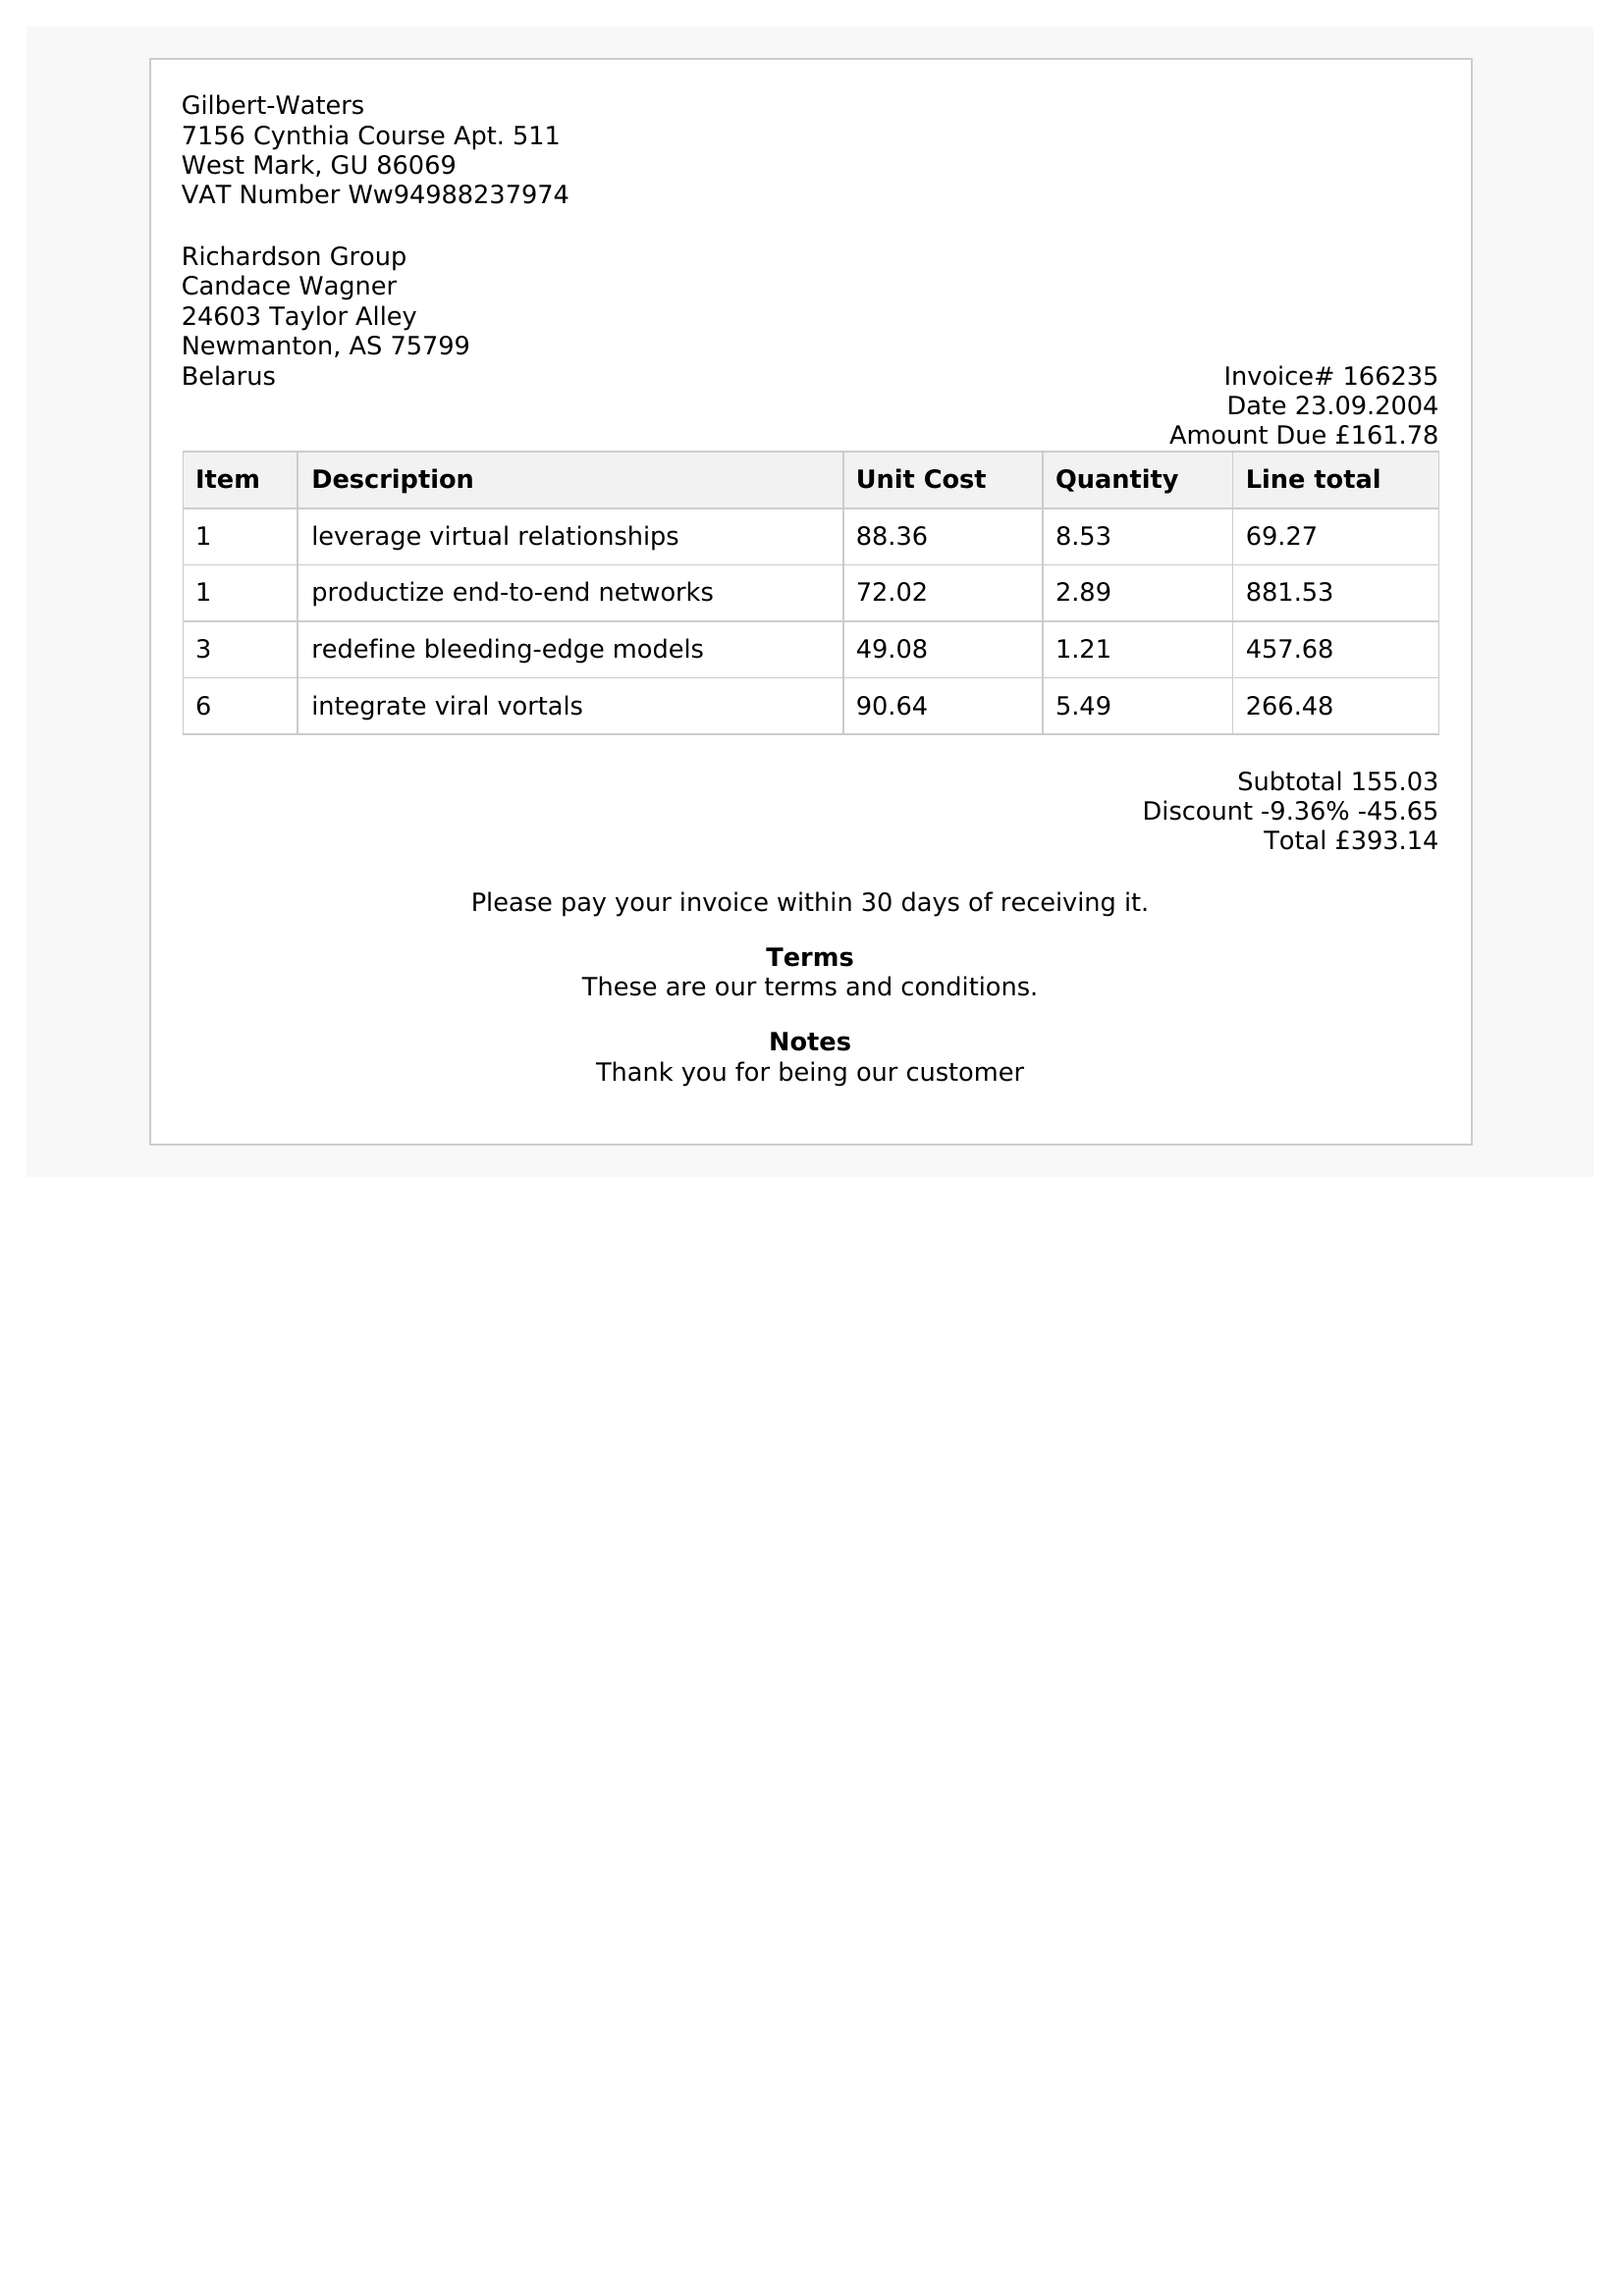 Gilbert-Waters
7156 Cynthia Course Apt. 511
West Mark, GU 86069
VAT Number Ww94988237974
Richardson Group
Candace Wagner
24603 Taylor Alley
Newmanton, AS 75799
Belarus
Invoice# 166235
Date 23.09.2004
Amount Due £161.78
Item Description Unit Cost Quantity Line total
1 leverage virtual relationships 88.36 8.53 69.27
1 productize end-to-end networks 72.02 2.89 881.53
3 redefine bleeding-edge models 49.08 1.21 457.68
6 integrate viral vortals 90.64 5.49 266.48
Subtotal 155.03
Discount -9.36% -45.65
Total £393.14
Please pay your invoice within 30 days of receiving it.
Terms
These are our terms and conditions.
Notes
Thank you for being our customer